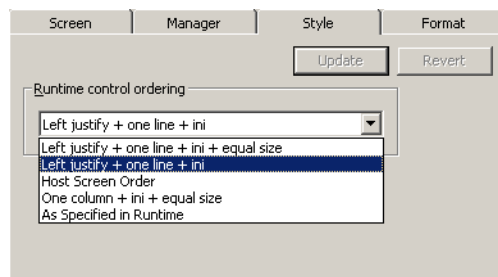 Screen Manager Style Format
Update Revert
Runtime control ordering
Left justify + one line + ini
Left justify + one line + ini + equal size
Left justify + one line + ini
Host Screen Order
One column + ini + equal size
As Specified in Runtime